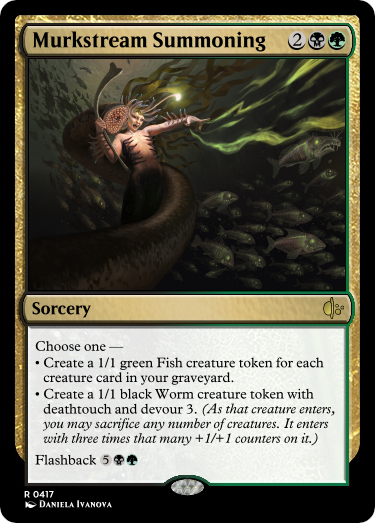 Murkstream Summoning 2
Sorcery
Choose one —
• Create a 1/1 green Fish creature token for each
creature card in your graveyard.
• Create a 1/1 black Worm creature token with
deathtouch and devour 3. (As that creature enters,
you may sacrifice any number of creatures. It enters
with three times that many +1/+1 counters on it.)
Flashback 5
R 0417
Daniela Ivanova